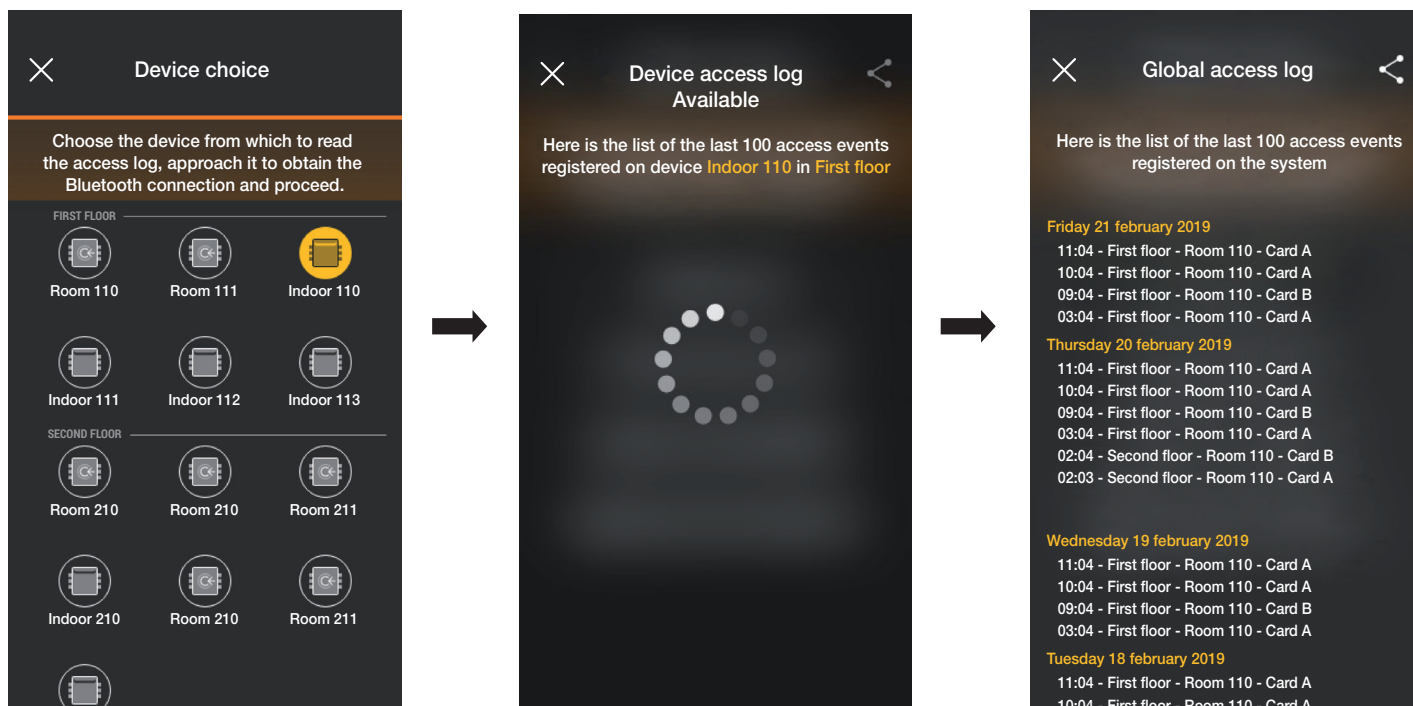 Device choice
Choose the device from which to read
the access log, approach it to obtain the
Bluetooth connection and proceed.
FIRST FLOOR
Room 110
Room 111
Indoor 110
Indoor 111
Indoor 112
Indoor 113
SECOND FLOOR
Room 210
Room 210
Room 211
Indoor 210
Room 210
Room 211
Device access log
Available
Here is the list of the last 100 access events
registered on device Indoor 110 in First floor
Global access log
Here is the list of the last 100 access events
registered on the system
Friday 21 february 2019
11:04 - First floor - Room 110 - Card A
10:04 - First floor - Room 110 - Card A
09:04 - First floor - Room 110 - Card B
03:04 - First floor - Room 110 - Card A
Thursday 20 february 2019
11:04 - First floor - Room 110 - Card A
10:04 - First floor - Room 110 - Card A
09:04 - First floor - Room 110 - Card B
03:04 - First floor - Room 110 - Card A
02:04 - Second floor - Room 110 - Card B
02:03 - Second floor - Room 110 - Card A
Wednesday 19 february 2019
11:04 - First floor - Room 110 - Card A
10:04 - First floor - Room 110 - Card A
09:04 - First floor - Room 110 - Card B
03:04 - First floor - Room 110 - Card A
Tuesday 18 february 2019
11:04 - First floor - Room 110 - Card A
10:04 - First floor - Room 110 - Card A